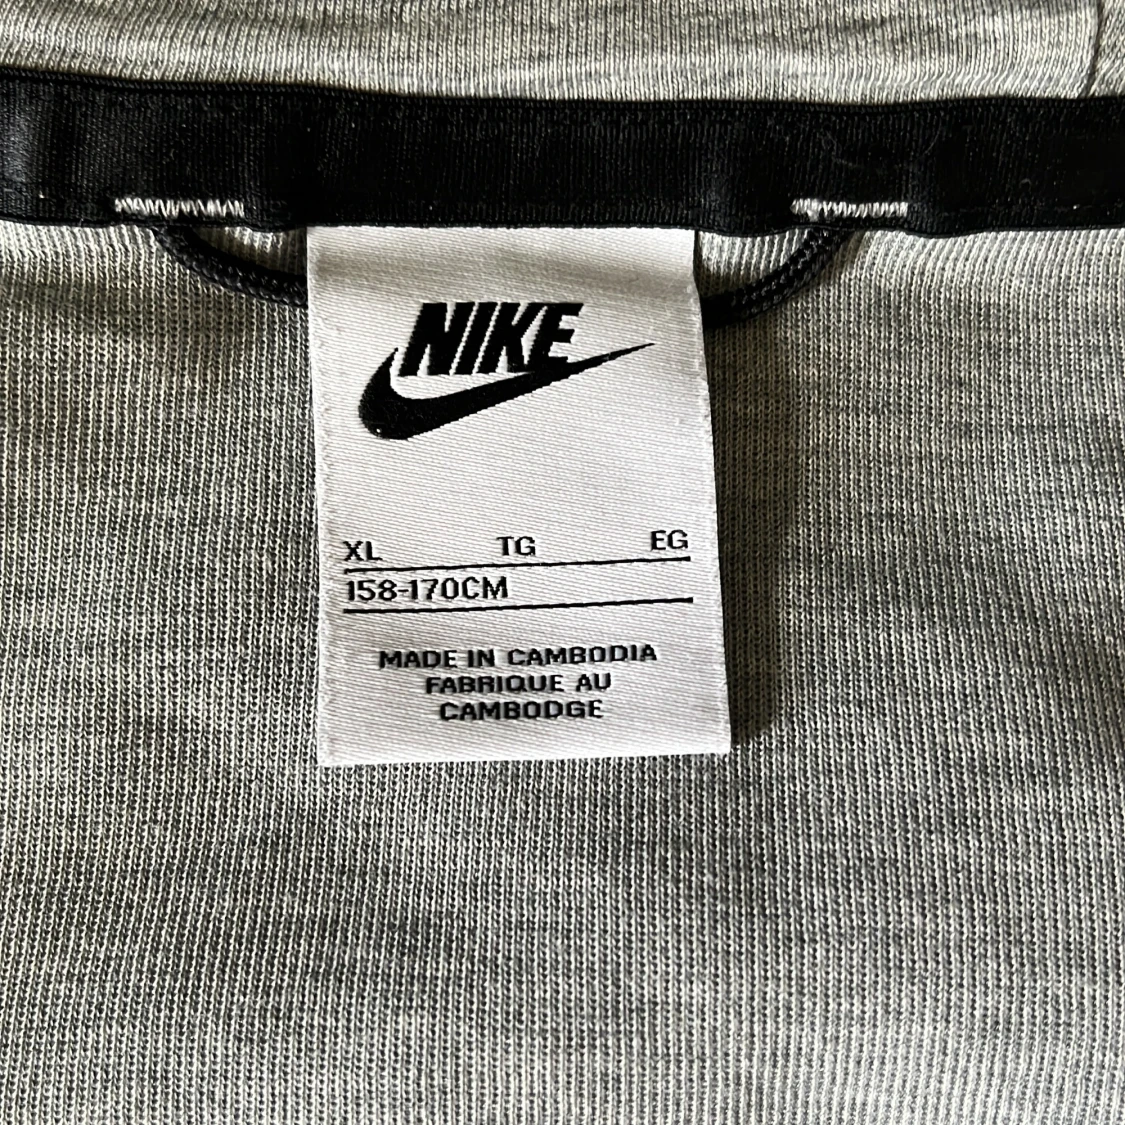 NIKE
XL TG EG
158-170CM
MADE IN CAMBODIA
FABRIQUE AU
CAMBODGE